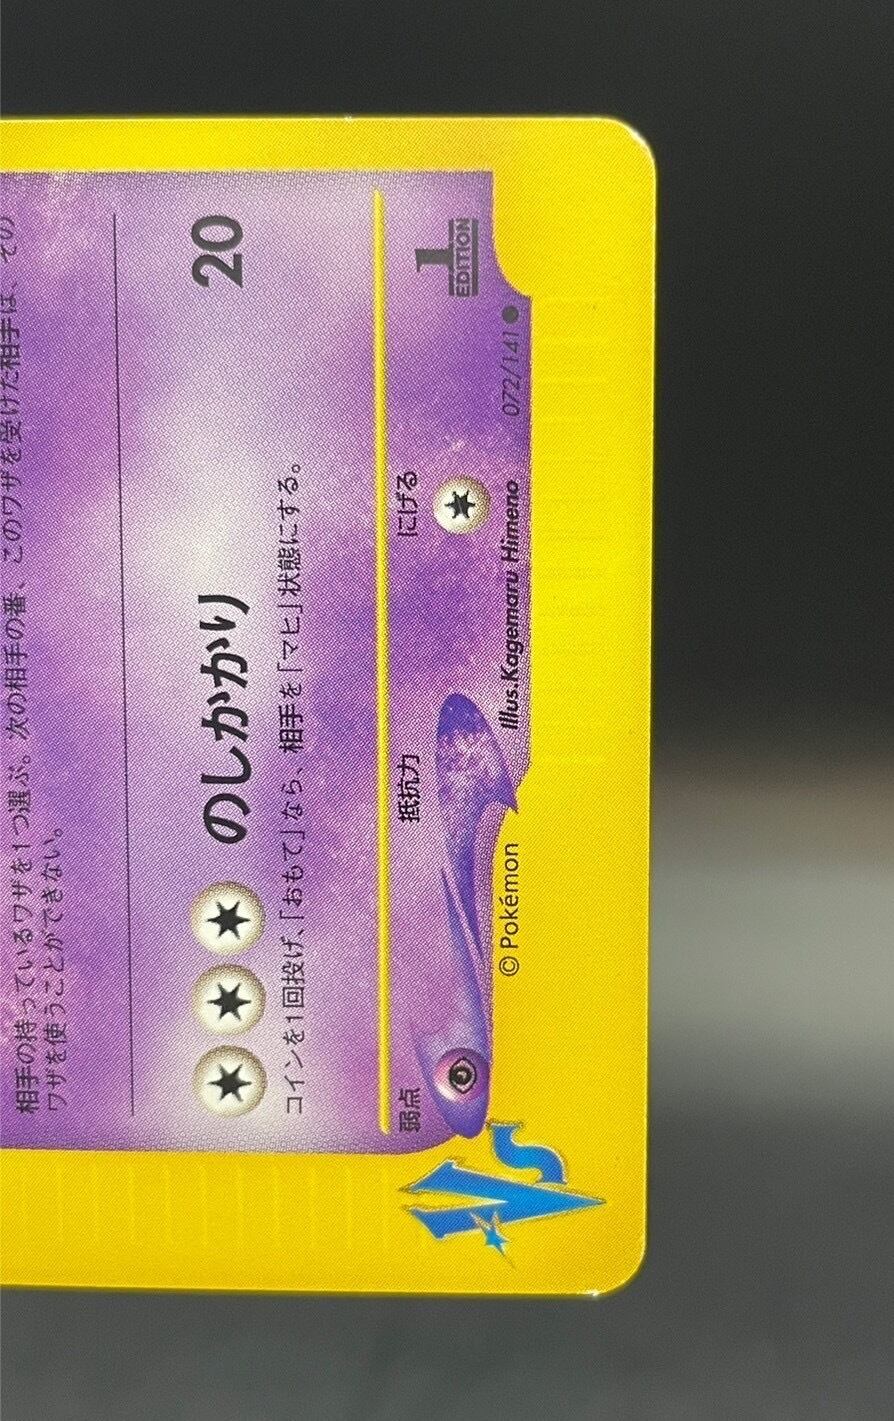 相手の持っているワザを1つ選ぶ。次の相手の番、このワザを受けた相手は、その
ワザを使うことができない。
のしかかり 20
コインを1回投げ、「おもて」なら、相手を「マヒ」状態にする。
弱点 抵抗力 にげる
1
EDITION
Illus.Kagemaru Himeno
072/141●
© Pokémon
VS